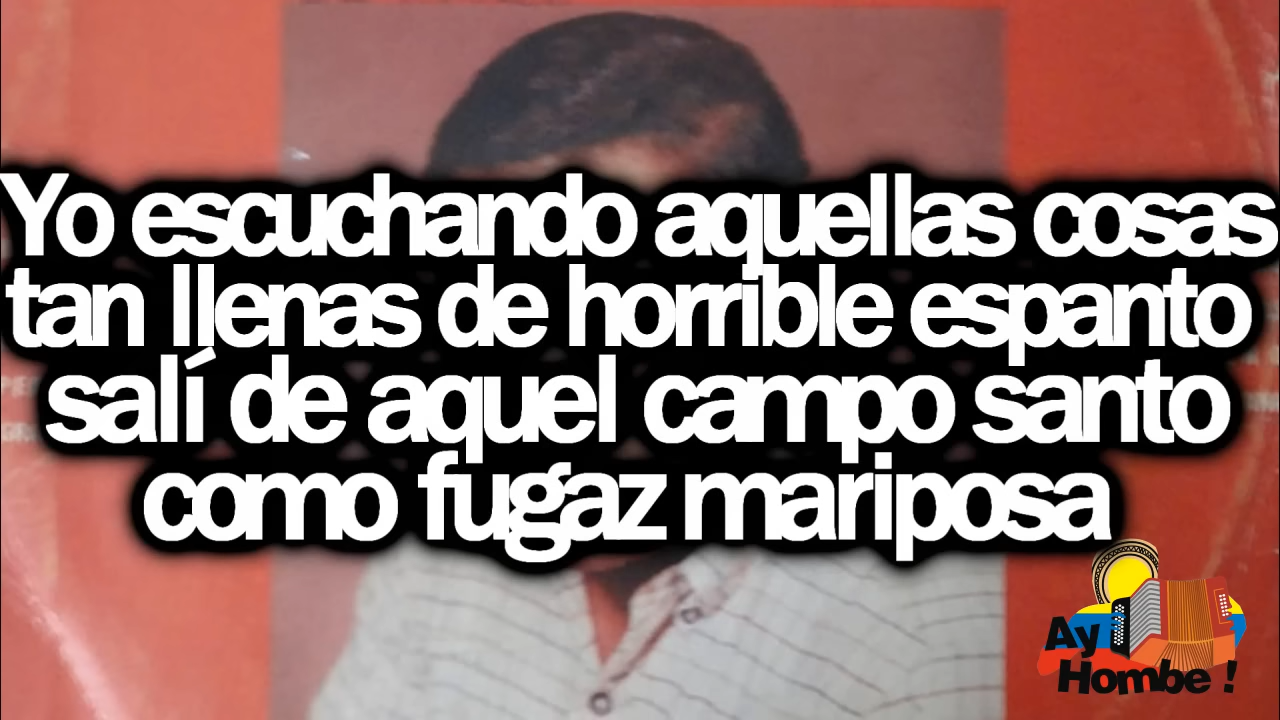 Yo escuchando aquellas cosas
tan llenas de horrible espanto
salí de aquel campo santo
como fugaz mariposa
Ay
Hombe !